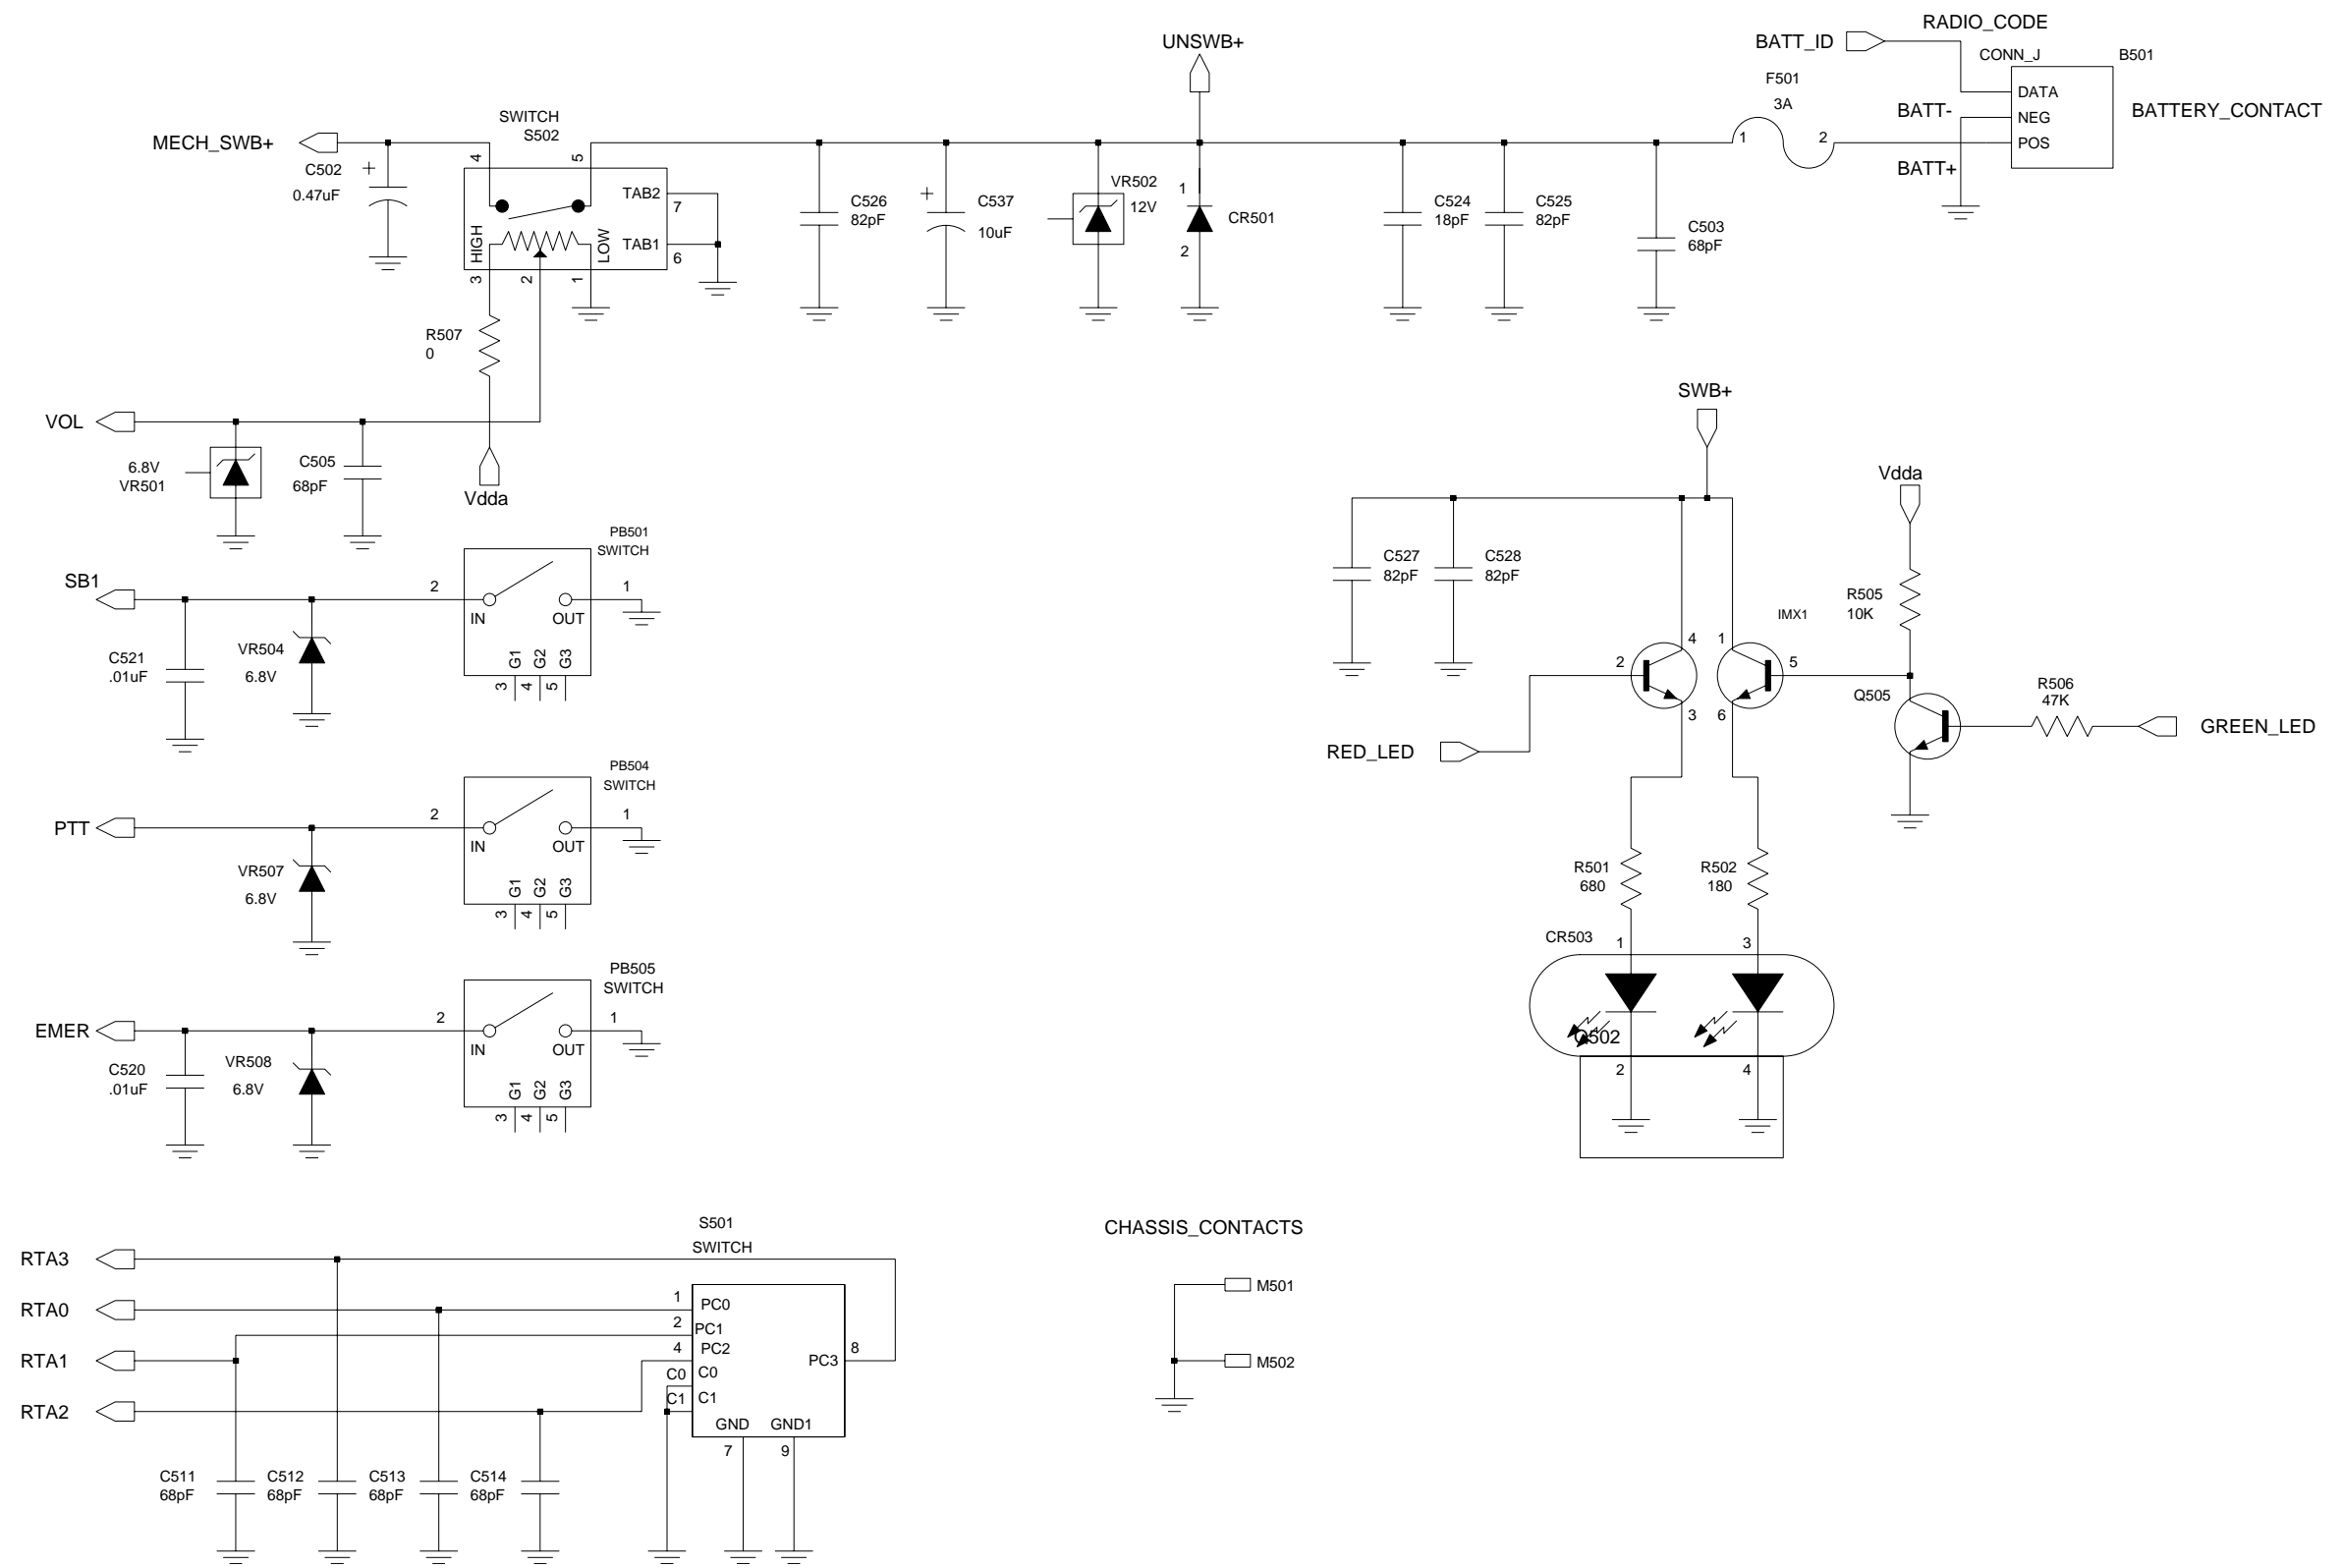 RADIO_CODE
UNSWB+
BATT_ID
CONN_J
B501
F501
3A
DATA
BATT-
NEG
BATTERY_CONTACT
SWITCH
S502
MECH_SWB+
1
2
POS
BATT+
C502
0.47uF
4
5
TAB2
7
HIGH
LOW
TAB1
6
3
2
1
C526
82pF
C537
10uF
VR502
12V
1
CR501
2
C524
18pF
C525
82pF
C503
68pF
R507
0
VOL
6.8V
VR501
C505
68pF
Vdda
SWB+
Vdda
PB501
SWITCH
SB1
2
1
IN
OUT
C521
.01uF
VR504
6.8V
G1
G2
G3
3
4
5
C527
82pF
C528
82pF
R505
10K
IMX1
4
1
2
5
3
6
Q505
R506
47K
GREEN_LED
RED_LED
PB504
SWITCH
PTT
2
1
IN
OUT
VR507
6.8V
G1
G2
G3
3
4
5
R501
680
R502
180
CR503
1
3
Q502
2
4
PB505
SWITCH
EMER
2
1
IN
OUT
C520
.01uF
VR508
6.8V
G1
G2
G3
3
4
5
S501
SWITCH
CHASSIS_CONTACTS
RTA3
M501
RTA0
1
PC0
2
PC1
RTA1
4
PC2
PC3
8
M502
C0
C0
C1
C1
RTA2
GND
GND1
7
9
C511
68pF
C512
68pF
C513
68pF
C514
68pF